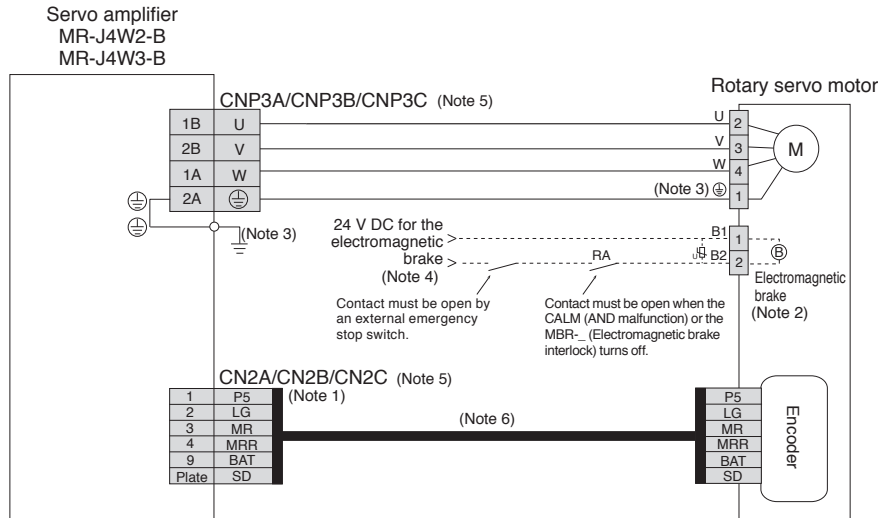 Servo amplifier
MR-J4W2-B
MR-J4W3-B
Rotary servo motor
CNP3A/CNP3B/CNP3C (Note 5)
1B U
2B V
1A W
2A
U 2
V 3
W 4
(Note 3) 1
M
(Note 3)
24 V DC for the
electromagnetic
brake
(Note 4)
RA
B1 1
U B2 2
B
Electromagnetic
brake
(Note 2)
Contact must be open by
an external emergency
stop switch.
Contact must be open when the
CALM (AND malfunction) or the
MBR-_ (Electromagnetic brake
interlock) turns off.
CN2A/CN2B/CN2C (Note 5)
(Note 1)
1 P5
2 LG
3 MR
4 MRR
9 BAT
Plate SD
(Note 6)
P5
LG
MR
MRR
BAT
SD
Encoder